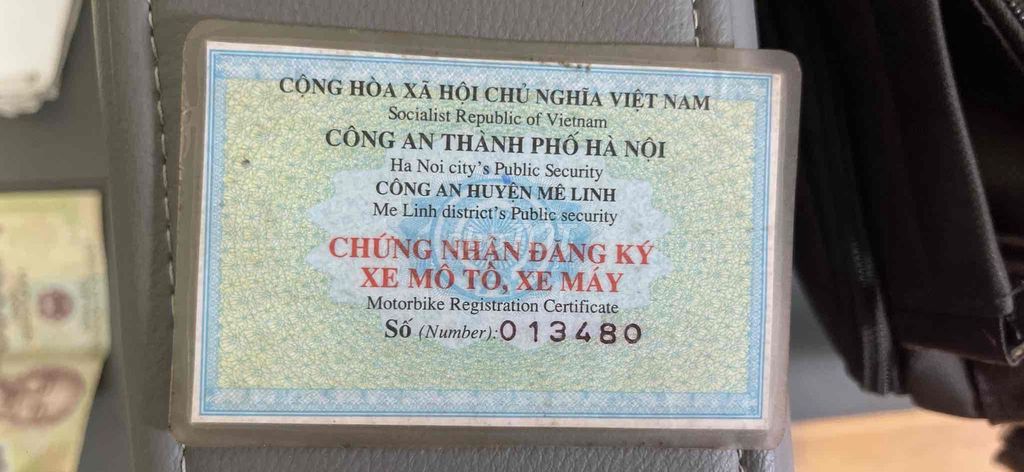 CỘNG HÒA XÃ HỘI CHỦ NGHĨA VIỆT NAM
Socialist Republic of Vietnam
CÔNG AN THÀNH PHỐ HÀ NỘI
Ha Noi city's Public Security
CÔNG AN HUYỆN MÊ LINH
Me Linh district's Public security
CHỨNG NHẬN ĐĂNG KÝ
XE MÔ TÔ, XE MÁY
Motorbike Registration Certificate
Số (Number): 013480